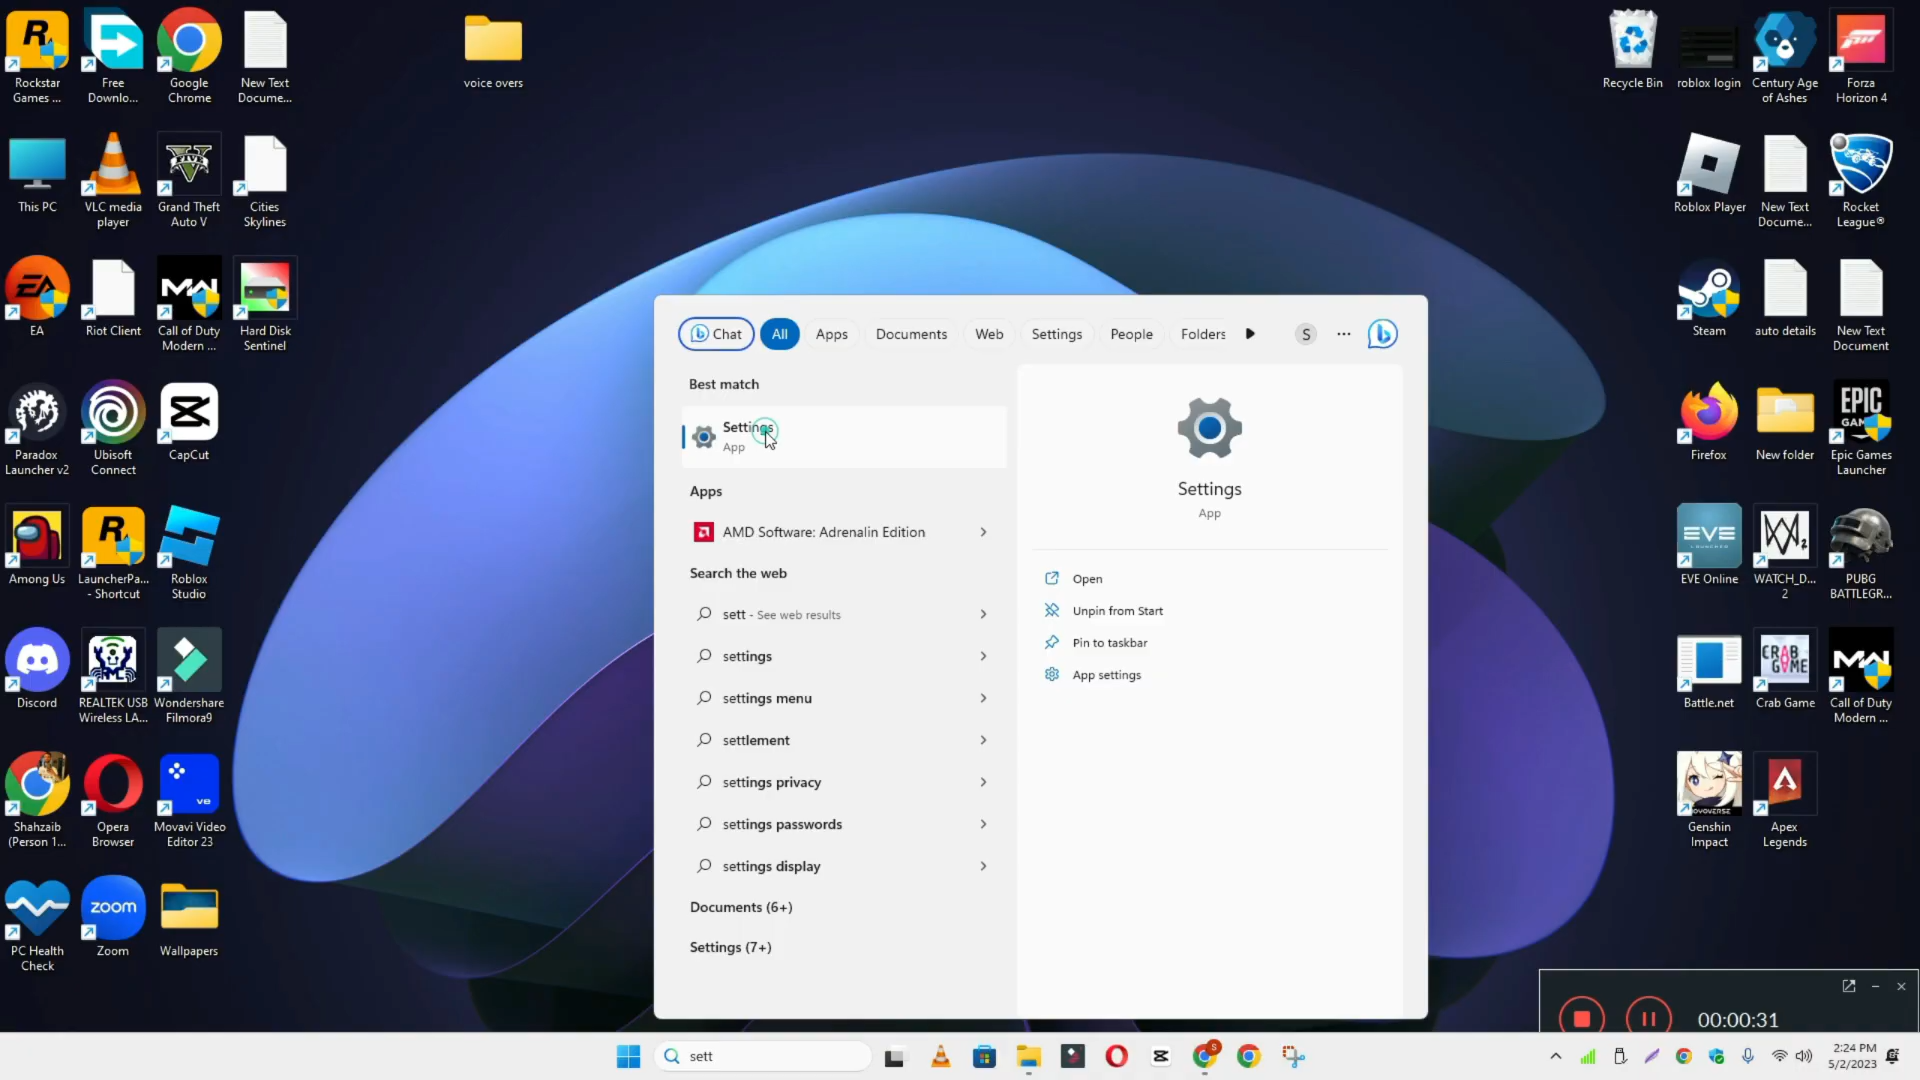 Rockstar
Games ...
Free
Downlo...
Google
Chrome
New Text
Docume...
voice overs
Recycle Bin
roblox login
Century Age
of Ashes
Forza
Horizon 4
This PC
VLC media
player
Grand Theft
Auto V
Cities
Skylines
Roblox Player
New Text
Docume...
Rocket
League®
EA
Riot Client
Call of Duty
Modern ...
Hard Disk
Sentinel
Steam
auto details
New Text
Document
Paradox
Launcher v2
Ubisoft
Connect
CapCut
Firefox
New folder
EPIC
Epic Games
Launcher
Among Us
LauncherPa...
- Shortcut
Roblox
Studio
EVE
EVE Online
WATCH_D...
2
PUBG
BATTLEGR...
Discord
REALTEK USB
Wireless LA...
Wondershare
Filmora9
Battle.net
CRAB
GAME
Crab Game
Call of Duty
Modern ...
Shahzaib
(Person 1...
Opera
Browser
ve
Movavi Video
Editor 23
Genshin
Impact
Apex
Legends
PC Health
Check
zoom
Zoom
Wallpapers
Chat
All
Apps
Documents
Web
Settings
People
Folders
S
Best match
Settings
App
Apps
AMD Software: Adrenalin Edition
Search the web
sett - See web results
settings
settings menu
settlement
settings privacy
settings passwords
settings display
Documents (6+)
Settings (7+)
Settings
App
Open
Unpin from Start
Pin to taskbar
App settings
00:00:31
sett
2:24 PM
5/2/2023